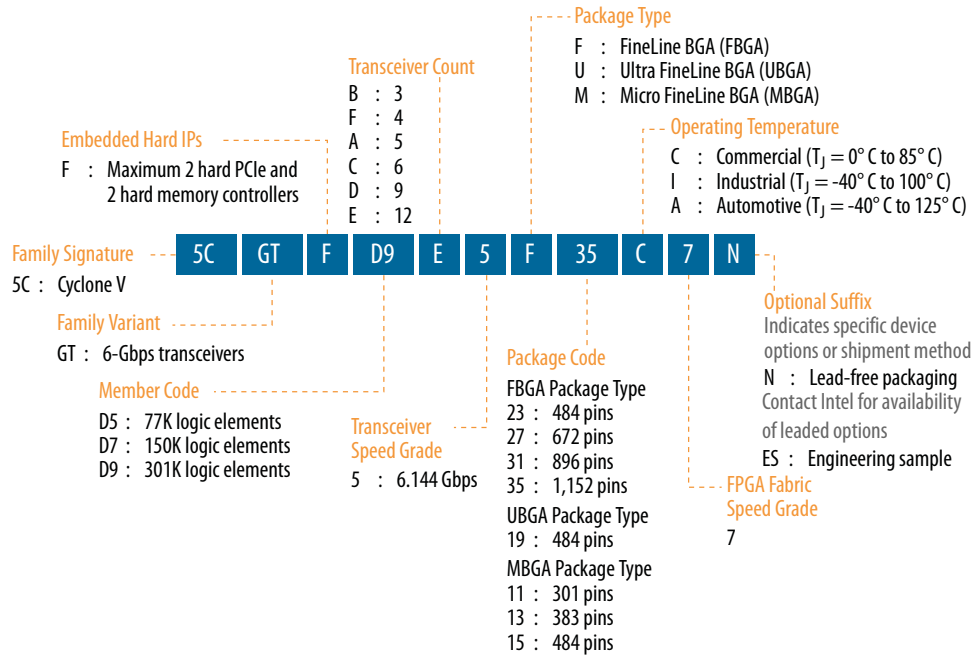 Package Type
F : FineLine BGA (FBGA)
U : Ultra FineLine BGA (UBGA)
M : Micro FineLine BGA (MBGA)
Transceiver Count
B : 3
F : 4
A : 5
C : 6
D : 9
E : 12
Embedded Hard IPs
F : Maximum 2 hard PCIe and
2 hard memory controllers
Operating Temperature
C : Commercial (TJ = 0° C to 85° C)
I : Industrial (TJ = -40° C to 100° C)
A : Automotive (TJ = -40° C to 125° C)
5C GT F D9 E 5 F 35 C 7 N
Family Signature
5C : Cyclone V
Family Variant
GT : 6-Gbps transceivers
Member Code
D5 : 77K logic elements
D7 : 150K logic elements
D9 : 301K logic elements
Transceiver
Speed Grade
5 : 6.144 Gbps
Package Code
FBGA Package Type
23 : 484 pins
27 : 672 pins
31 : 896 pins
35 : 1,152 pins
UBGA Package Type
19 : 484 pins
MBGA Package Type
11 : 301 pins
13 : 383 pins
15 : 484 pins
Optional Suffix
Indicates specific device
options or shipment method
N : Lead-free packaging
Contact Intel for availability
of leaded options
ES : Engineering sample
FPGA Fabric
Speed Grade
7